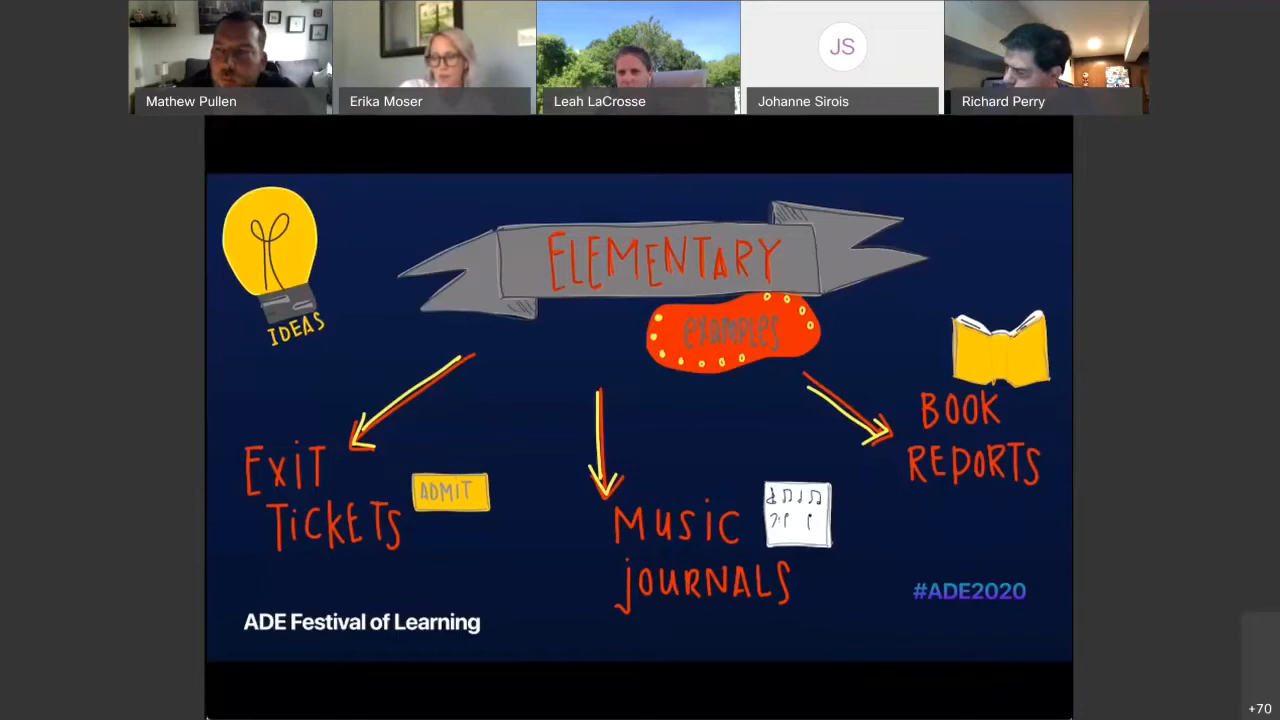 Mathew Pullen
Erika Moser
Leah LaCrosse
JS
Johanne Sirois
Richard Perry
ELEMENTARY
examples
IDEAS
EXIT
TICKETS
ADMIT
MUSIC
JOURNALS
BOOK
REPORTS
#ADE2020
ADE Festival of Learning
+70